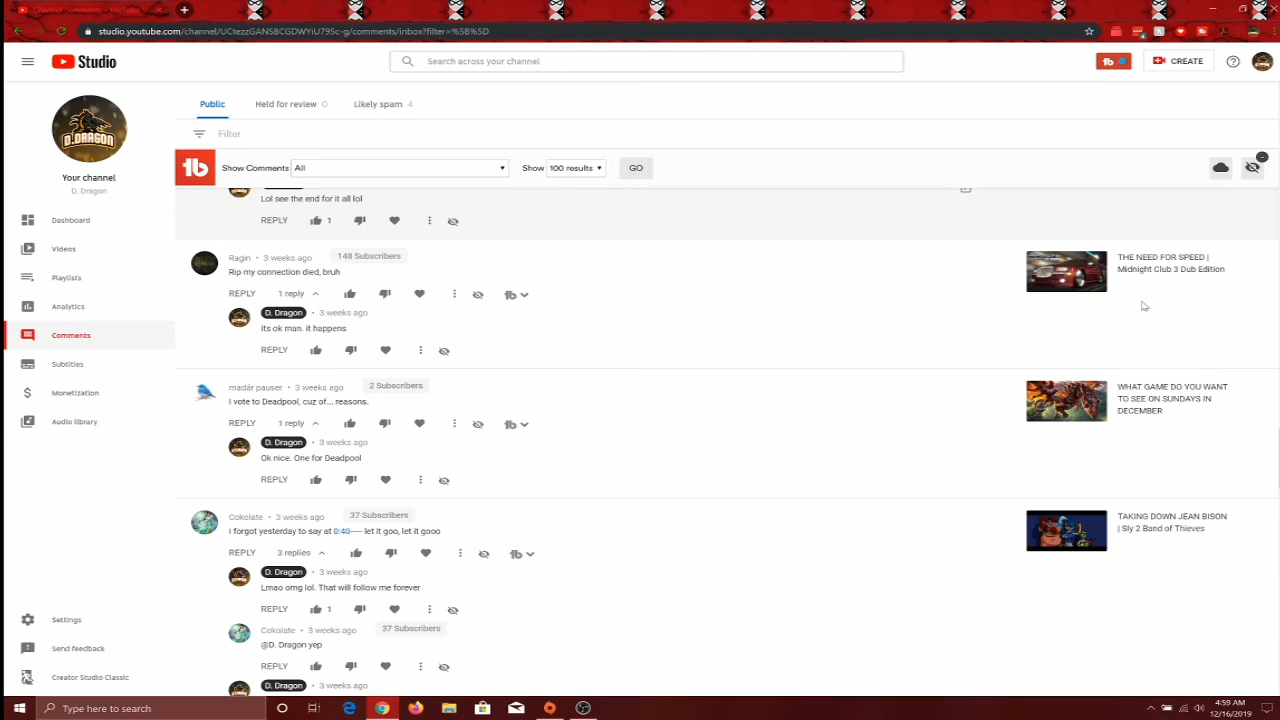 Channel comments - YouTube
studio.youtube.com/channel/UCtezzGANS8CGDWYiU795c-g/comments/inbox?filter=%5B%5D
Studio
Search across your channel
tb
CREATE
D.DRAGON
Your channel
D. Dragon
Dashboard
Videos
Playlists
Analytics
Comments
Subtitles
Monetization
Audio library
Settings
Send feedback
Creator Studio Classic
Public
Held for review 0
Likely spam 4
Filter
tb Show Comments All Show 100 results GO
Lol see the end for it all lol
REPLY 1
Ragin • 3 weeks ago 148 Subscribers
Rip my connection died, bruh
REPLY 1 reply tb
D. Dragon • 3 weeks ago
Its ok man. it happens
REPLY
THE NEED FOR SPEED |
Midnight Club 3 Dub Edition
madár pauser • 3 weeks ago 2 Subscribers
I vote to Deadpool, cuz of... reasons.
REPLY 1 reply tb
D. Dragon • 3 weeks ago
Ok nice. One for Deadpool
REPLY
WHAT GAME DO YOU WANT
TO SEE ON SUNDAYS IN
DECEMBER
Cokolate • 3 weeks ago 37 Subscribers
I forgot yesterday to say at 0:40---- let it goo, let it gooo
REPLY 3 replies tb
D. Dragon • 3 weeks ago
Lmao omg lol. That will follow me forever
REPLY 1
Cokolate • 3 weeks ago 37 Subscribers
@D. Dragon yep
REPLY
D. Dragon • 3 weeks ago
TAKING DOWN JEAN BISON
| Sly 2 Band of Thieves
Type here to search
4:59 AM
12/16/2019